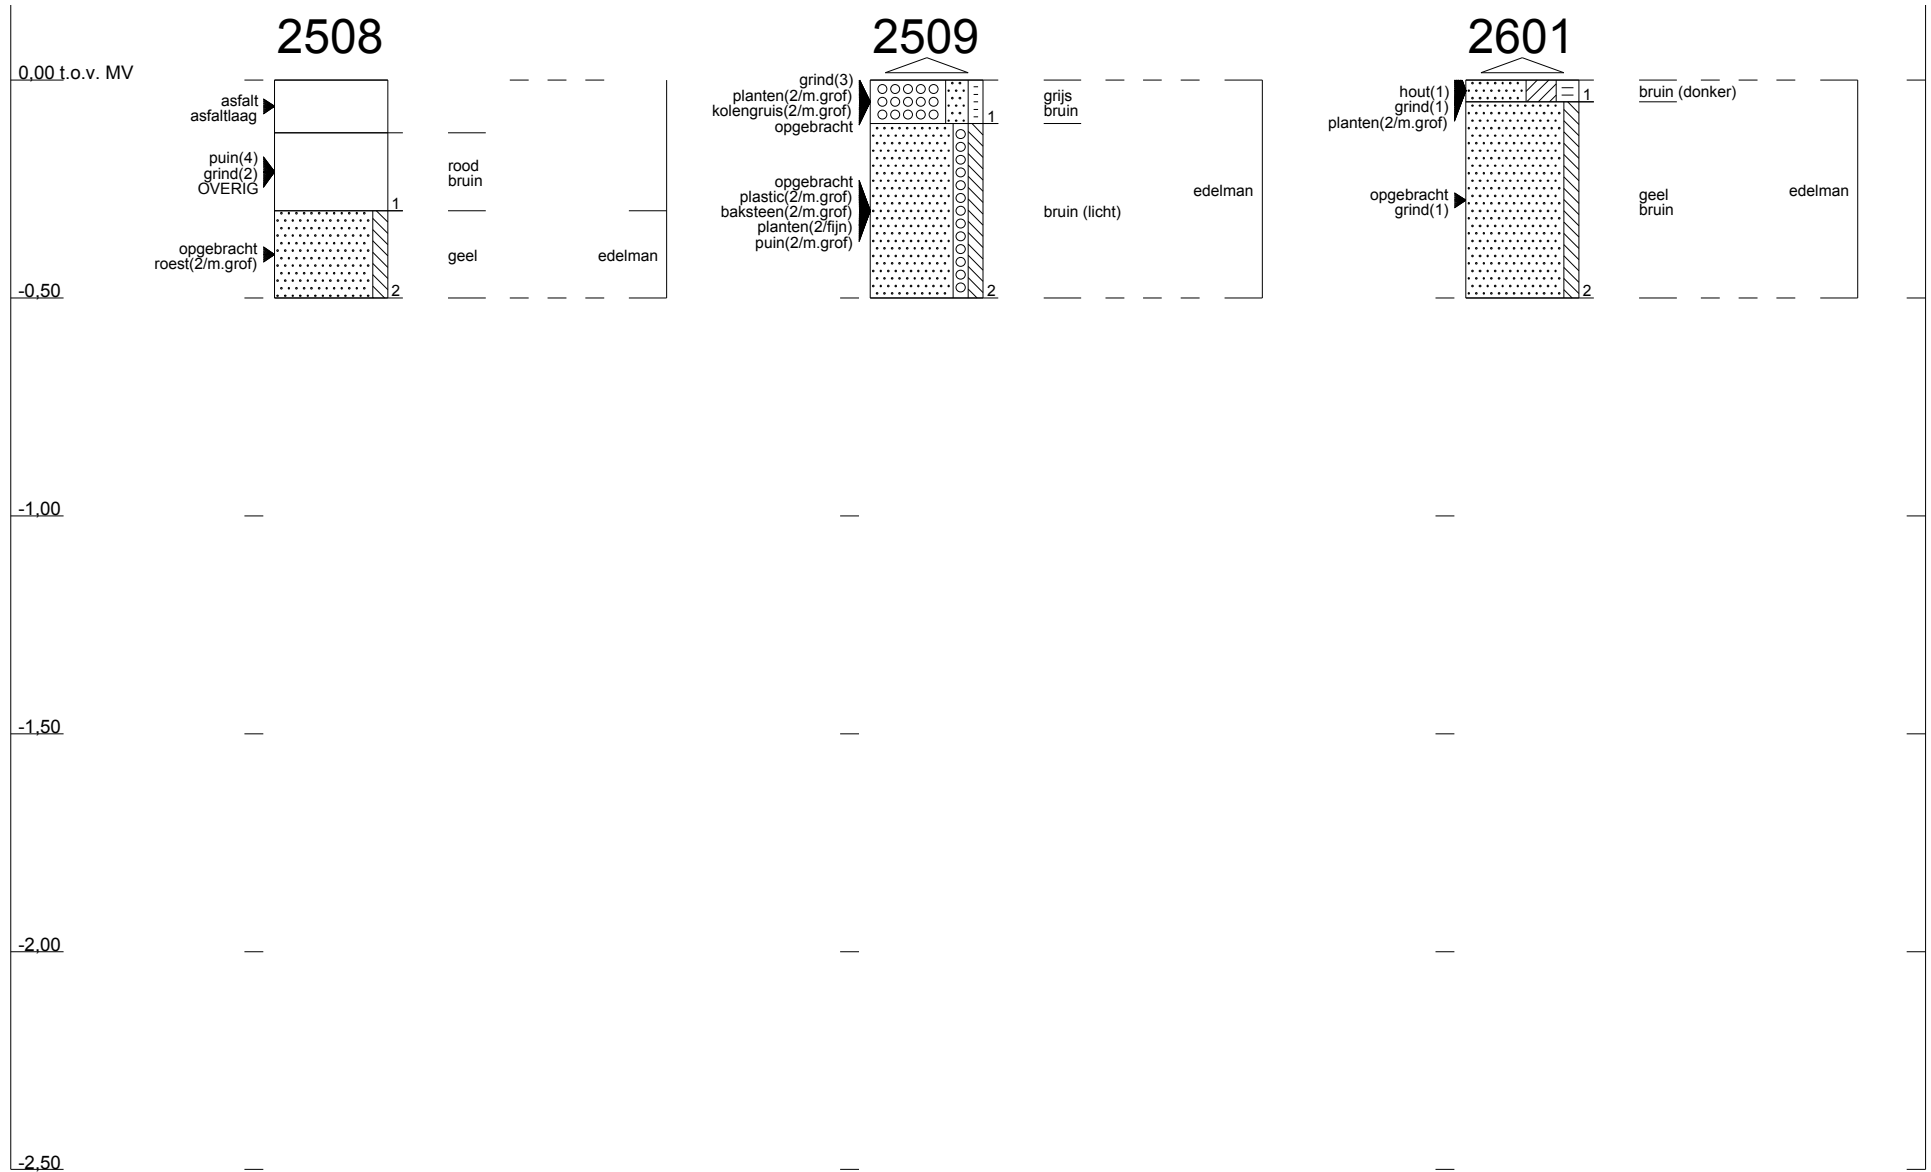 2508
2509
2601
0,00 t.o.v. MV
asfalt
asfaltlaag
puin(4)
grind(2)
OVERIG
1
rood
bruin
opgebracht
roest(2/m.grof)
2
geel
edelman
grind(3)
planten(2/m.grof)
kolengruis(2/m.grof)
opgebracht
1
grijs
bruin
opgebracht
plastic(2/m.grof)
baksteen(2/m.grof)
planten(2/fijn)
puin(2/m.grof)
2
bruin (licht)
edelman
hout(1)
grind(1)
planten(2/m.grof)
1
bruin (donker)
opgebracht
grind(1)
2
geel
bruin
edelman
-0,50
-1,00
-1,50
-2,00
-2,50